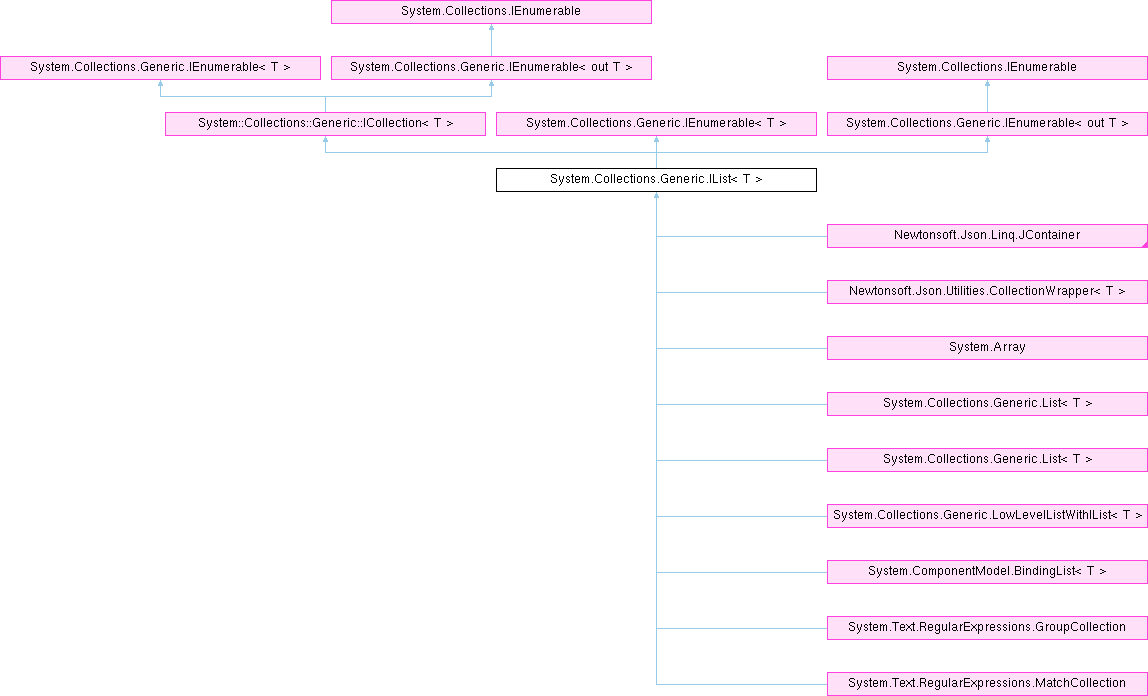 System.Collections.IEnumerable
System.Collections.Generic.IEnumerable< T >
System.Collections.Generic.IEnumerable< out T >
System.Collections.IEnumerable
System::Collections::Generic::ICollection< T >
System.Collections.Generic.IEnumerable< T >
System.Collections.Generic.IEnumerable< out T >
System.Collections.Generic.IList< T >
Newtonsoft.Json.Linq.JContainer
Newtonsoft.Json.Utilities.CollectionWrapper< T >
System.Array
System.Collections.Generic.List< T >
System.Collections.Generic.List< T >
System.Collections.Generic.LowLevelListWithIList< T >
System.ComponentModel.BindingList< T >
System.Text.RegularExpressions.GroupCollection
System.Text.RegularExpressions.MatchCollection